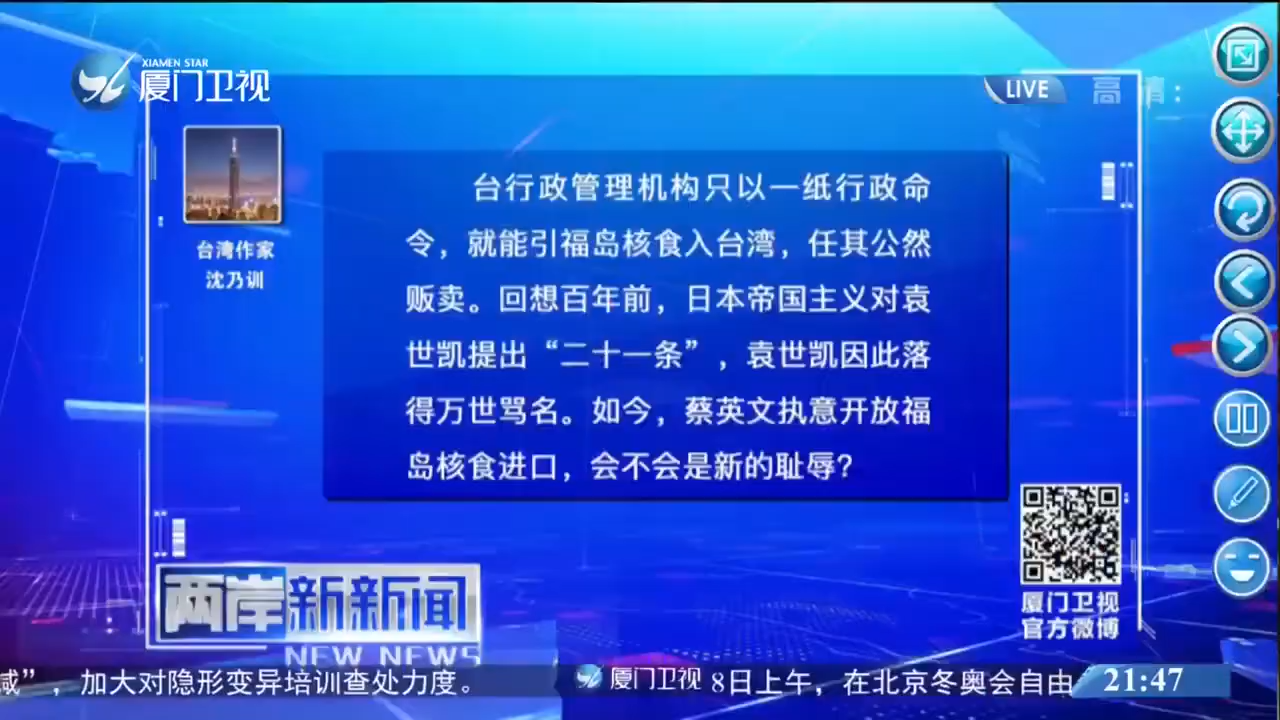 XIAMEN STAR
厦门卫视
LIVE
高清
台湾作家
沈乃训
台行政管理机构只以一纸行政命
令，就能引福岛核食入台湾，任其公然
贩卖。回想百年前，日本帝国主义对袁
世凯提出“二十一条”，袁世凯因此落
得万世骂名。如今，蔡英文执意开放福
岛核食进口，会不会是新的耻辱？
厦门卫视
官方微博
两岸新新闻
NEW NEWS
减”，加大对隐形变异培训查处力度。
厦门卫视
8日上午，在北京冬奥会自由
21:47